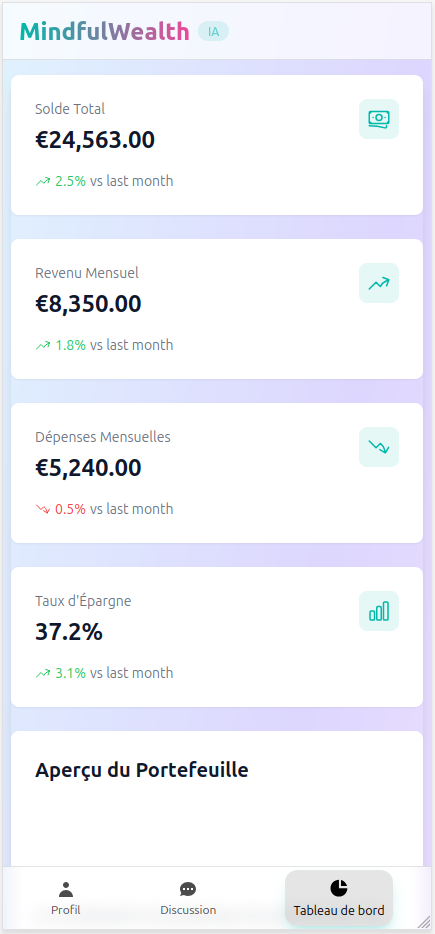 MindfulWealth IA
Solde Total
€24,563.00
2.5% vs last month
Revenu Mensuel
€8,350.00
1.8% vs last month
Dépenses Mensuelles
€5,240.00
0.5% vs last month
Taux d'Épargne
37.2%
3.1% vs last month
Aperçu du Portefeuille
Profil
Discussion
Tableau de bord